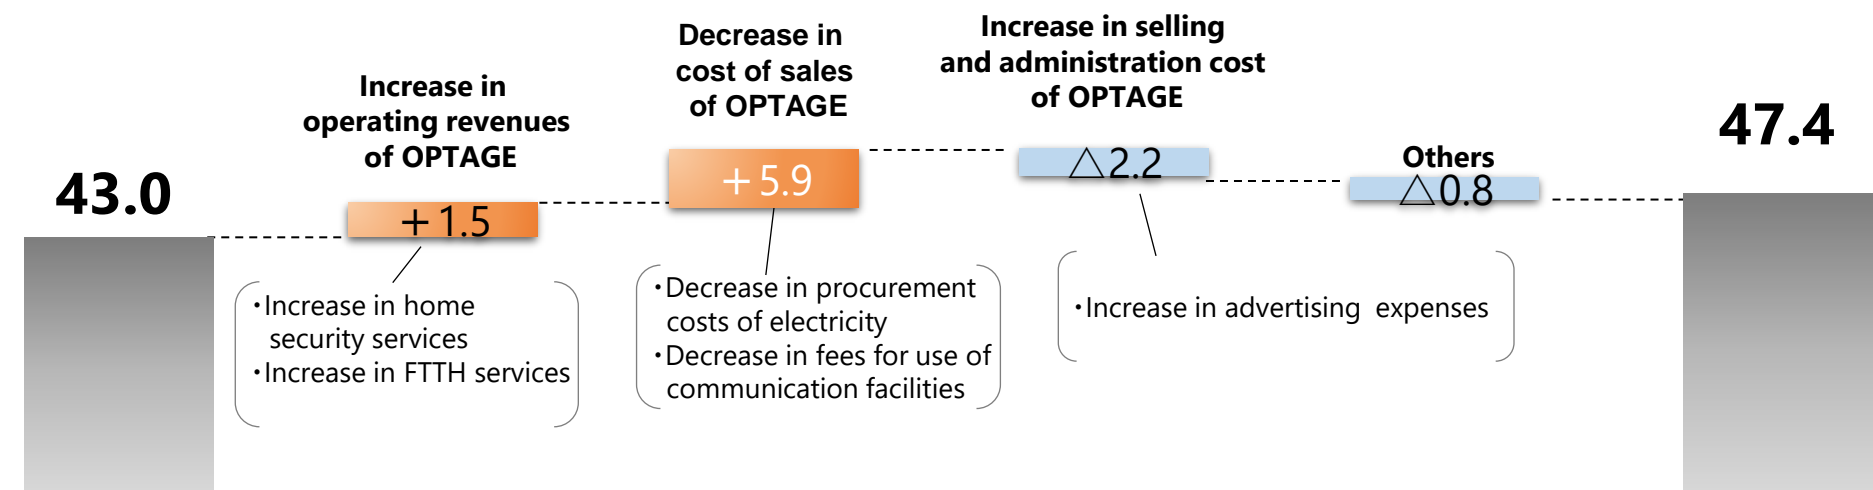 43.0
Increase in
operating revenues
of OPTAGE
+1.5
・Increase in home
security services
・Increase in FTTH services
Decrease in
cost of sales
of OPTAGE
+5.9
・Decrease in procurement
costs of electricity
・Decrease in fees for use of
communication facilities
Increase in selling
and administration cost
of OPTAGE
△2.2
・Increase in advertising expenses
Others
△0.8
47.4